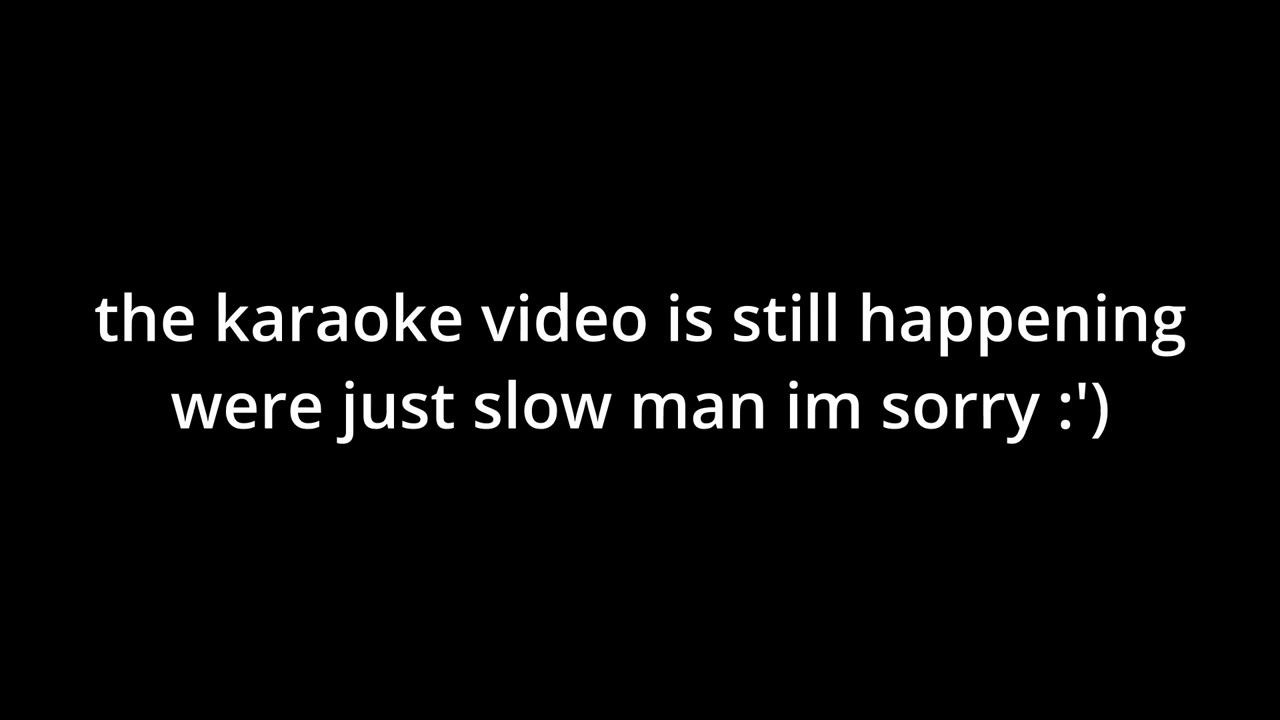 the karaoke video is still happening
were just slow man im sorry :')